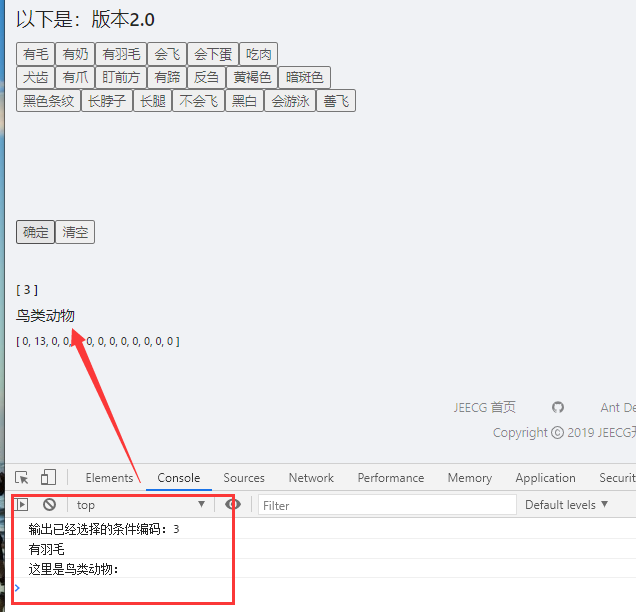 以下是：版本2.0
有毛 有奶 有羽毛 会飞 会下蛋 吃肉
犬齿 有爪 盯前方 有蹄 反刍 黄褐色 暗斑色
黑色条纹 长脖子 长腿 不会飞 黑白 会游泳 善飞
确定 清空
[ 3 ]
鸟类动物
[ 0, 13, 0, 0, 0, 0, 0, 0, 0, 0, 0, 0 ]
JEECG 首页 Ant De
Copyright © 2019 JEECG开
Elements Console Sources Network Performance Memory Application Securit
top Filter Default levels
输出已经选择的条件编码：3
有羽毛
这里是鸟类动物：